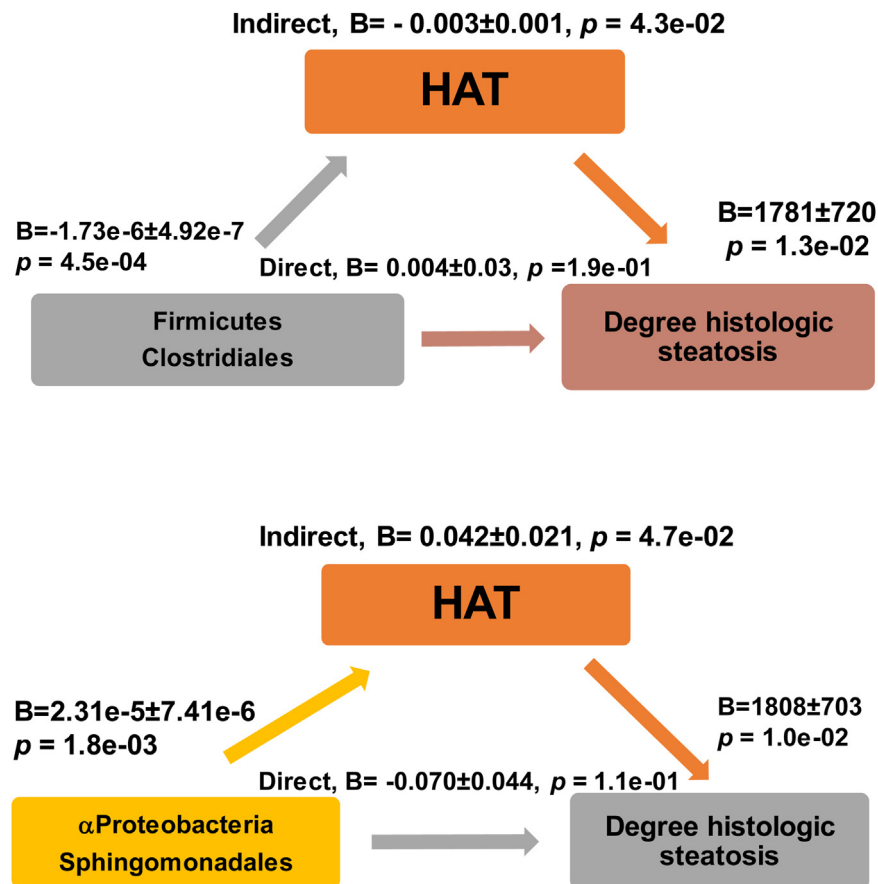 Indirect, B= - 0.003±0.001, p = 4.3e-02
HAT
B=-1.73e-6±4.92e-7
p = 4.5e-04
B=1781±720
p = 1.3e-02
Direct, B= 0.004±0.03, p =1.9e-01
Firmicutes
Clostridiales
Degree histologic
steatosis
Indirect, B= 0.042±0.021, p = 4.7e-02
HAT
B=2.31e-5±7.41e-6
p = 1.8e-03
B=1808±703
p = 1.0e-02
Direct, B= -0.070±0.044, p = 1.1e-01
αProteobacteria
Sphingomonadales
Degree histologic
steatosis